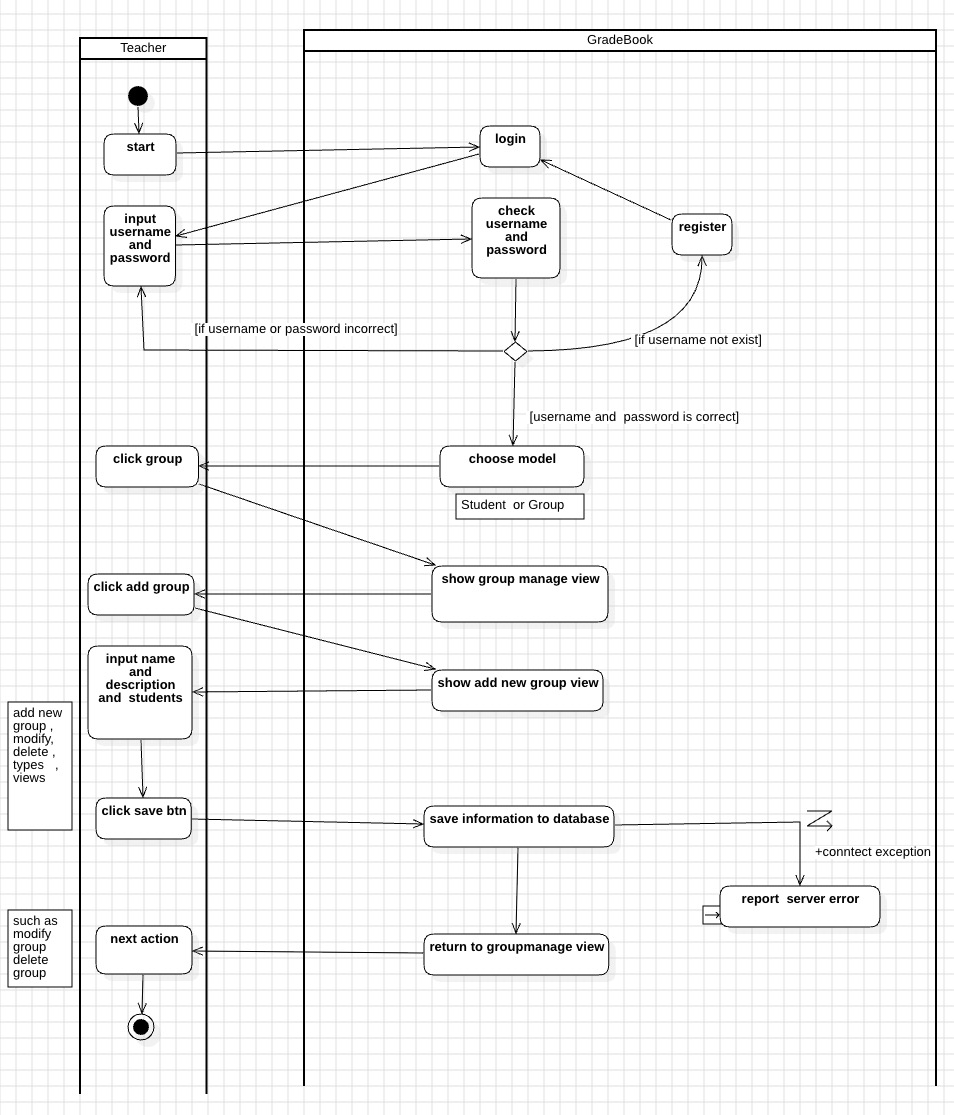 Teacher
GradeBook
start
login
input
username
and
password
check
username
and
password
register
[if username or password incorrect]
[if username not exist]
[username and  password is correct]
click group
choose model
Student  or Group
click add group
show group manage view
input name
and
description
and  students
show add new group view
add new
group ,
modify,
delete ,
types   ,
views
click save btn
save information to database
+conntect exception
report  server error
such as
modify
group
delete
group
next action
return to groupmanage view